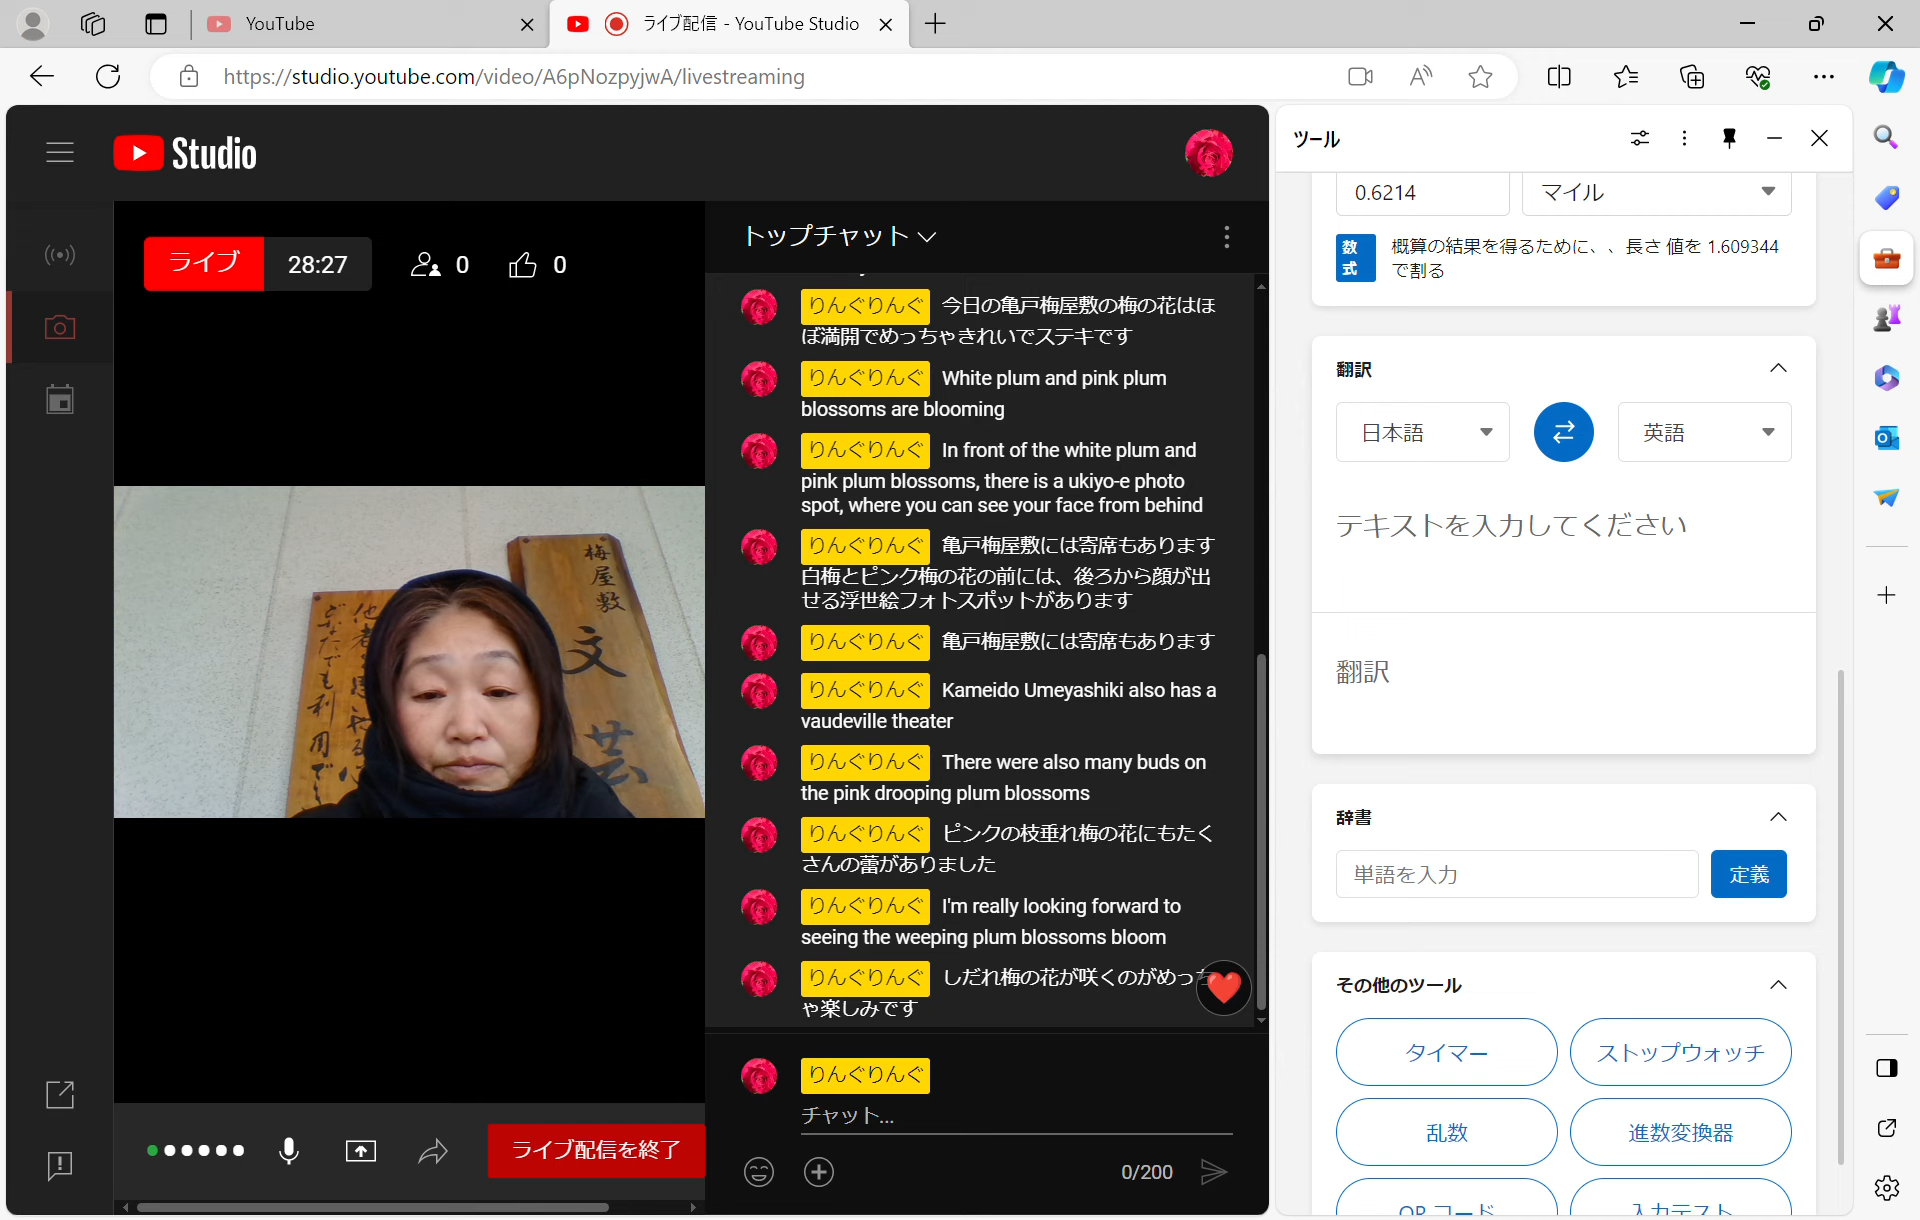 YouTube
ライブ配信 - YouTube Studio
https://studio.youtube.com/video/A6pNozpyjwA/livestreaming
Studio
ツール
0.6214
マイル
ライブ
28:27
0
0
トップチャット
数式
概算の結果を得るために、、長さ 値を 1.609344
で割る
りんぐりんぐ 今日の亀戸梅屋敷の梅の花はほ
ぼ満開でめっちゃきれいでステキです
りんぐりんぐ White plum and pink plum
blossoms are blooming
りんぐりんぐ In front of the white plum and
pink plum blossoms, there is a ukiyo-e photo
spot, where you can see your face from behind
りんぐりんぐ 亀戸梅屋敷には寄席もあります
白梅とピンク梅の花の前には、後ろから顔が出
せる浮世絵フォトスポットがあります
りんぐりんぐ 亀戸梅屋敷には寄席もあります
りんぐりんぐ Kameido Umeyashiki also has a
vaudeville theater
りんぐりんぐ There were also many buds on
the pink drooping plum blossoms
りんぐりんぐ ピンクの枝垂れ梅の花にもたく
さんの蕾がありました
りんぐりんぐ I'm really looking forward to
seeing the weeping plum blossoms bloom
りんぐりんぐ しだれ梅の花が咲くのがめっち
ゃ楽しみです
りんぐりんぐ
チャット...
0/200
梅屋敷
文芸
どなたでも利用で
ライブ配信を終了
翻訳
日本語
英語
テキストを入力してください
翻訳
辞書
単語を入力
定義
その他のツール
タイマー
ストップウォッチ
乱数
進数変換器
QR コード
入力テスト